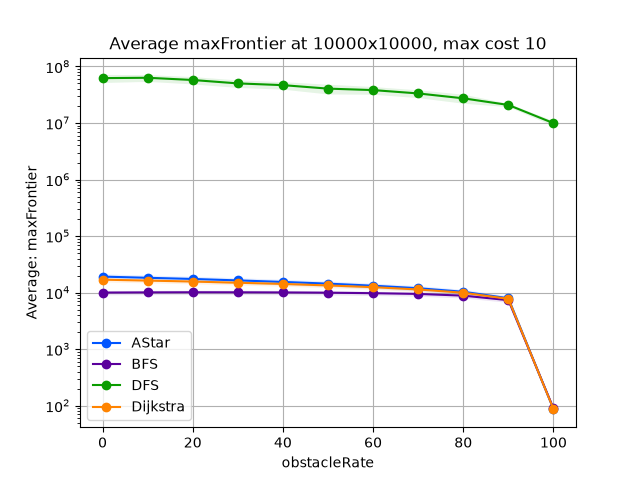 Average maxFrontier at 10000x10000, max cost 10
Average: maxFrontier
10⁸
10⁷
10⁶
10⁵
10⁴
10³
10²
AStar
BFS
DFS
Dijkstra
0 20 40 60 80 100
obstacleRate